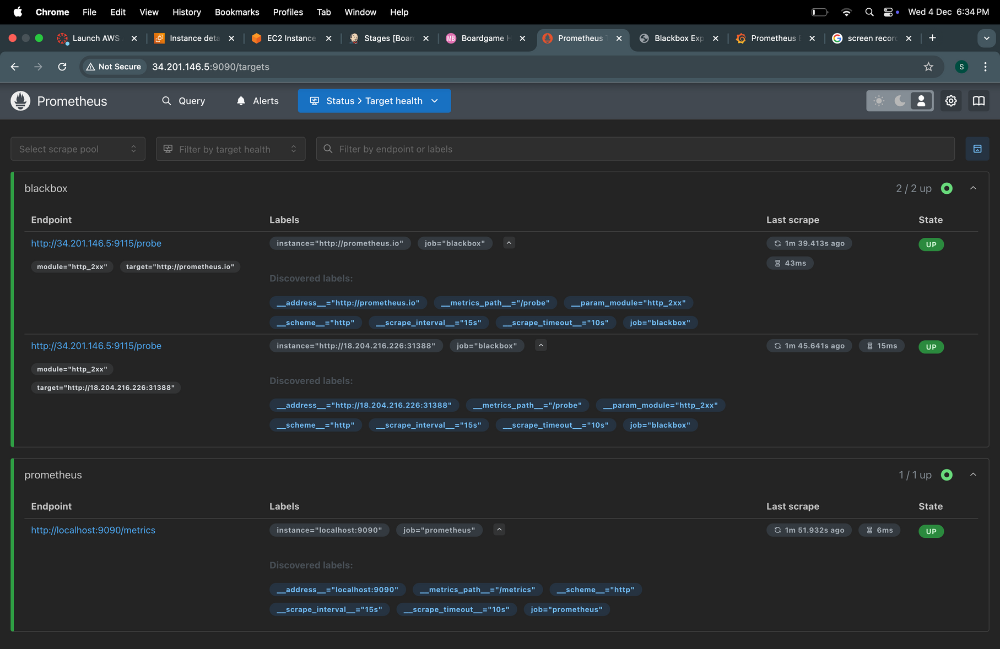 Chrome File Edit View History Bookmarks Profiles Tab Window Help Wed 4 Dec 6:34 PM
Launch AWS Instance deta EC2 Instance Stages [Boar MB Boardgame H Prometheus T Blackbox Exp Prometheus screen recor
Not Secure 34.201.146.5:9090/targets S
Prometheus Query Alerts Status > Target health
Select scrape pool Filter by target health Filter by endpoint or labels
blackbox 2 / 2 up
Endpoint Labels Last scrape State
http://34.201.146.5:9115/probe instance="http://prometheus.io" job="blackbox" 1m 39.413s ago UP
module="http_2xx" target="http://prometheus.io" 43ms
Discovered labels:
__address__="http://prometheus.io" __metrics_path__="/probe" __param_module="http_2xx"
__scheme__="http" __scrape_interval__="15s" __scrape_timeout__="10s" job="blackbox"
http://34.201.146.5:9115/probe instance="http://18.204.216.226:31388" job="blackbox" 1m 45.641s ago 15ms UP
module="http_2xx"
target="http://18.204.216.226:31388"
Discovered labels:
__address__="http://18.204.216.226:31388" __metrics_path__="/probe" __param_module="http_2xx"
__scheme__="http" __scrape_interval__="15s" __scrape_timeout__="10s" job="blackbox"
prometheus 1 / 1 up
Endpoint Labels Last scrape State
http://localhost:9090/metrics instance="localhost:9090" job="prometheus" 1m 51.932s ago 6ms UP
Discovered labels:
__address__="localhost:9090" __metrics_path__="/metrics" __scheme__="http"
__scrape_interval__="15s" __scrape_timeout__="10s" job="prometheus"